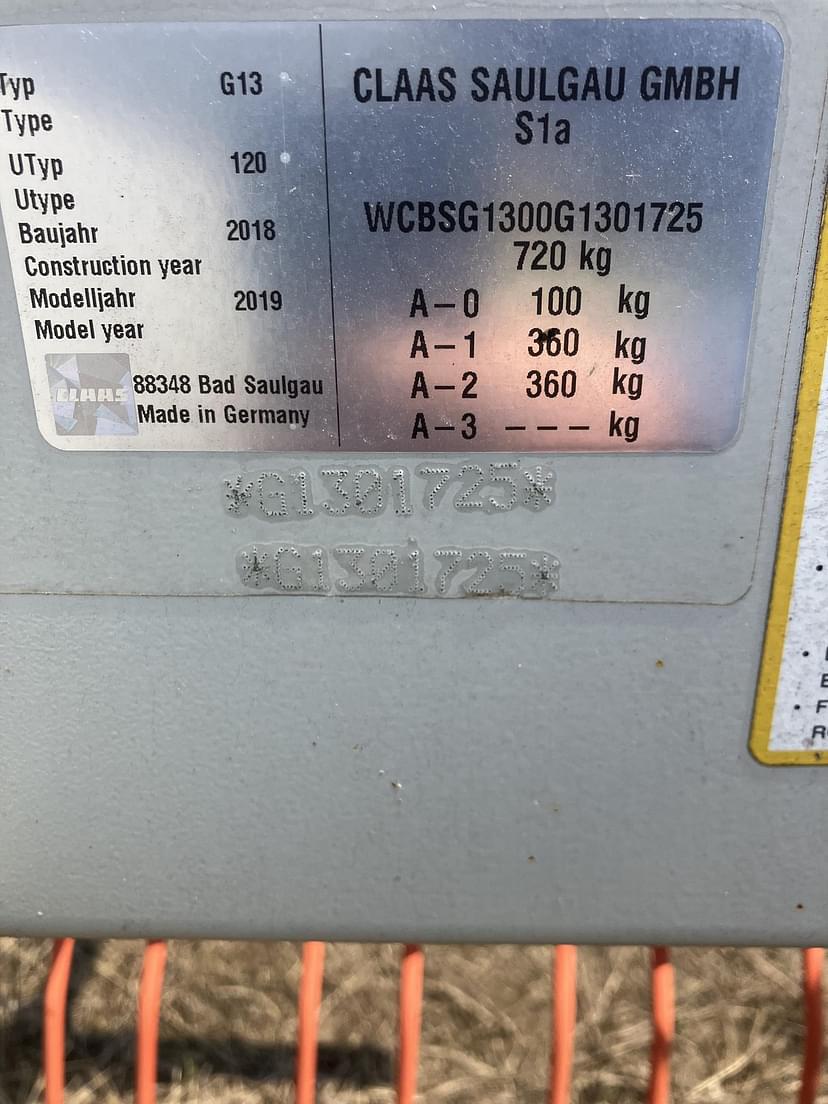 Typ G13
Type
UTyp 120
Utype
Baujahr 2018
Construction year
Modelljahr 2019
Model year
CLAAS
88348 Bad Saulgau
Made in Germany
CLAAS SAULGAU GMBH
S1a
WCBSG1300G1301725
720 kg
A-0 100 kg
A-1 360 kg
A-2 360 kg
A-3 --- kg
*G1301725*
*G1301725*